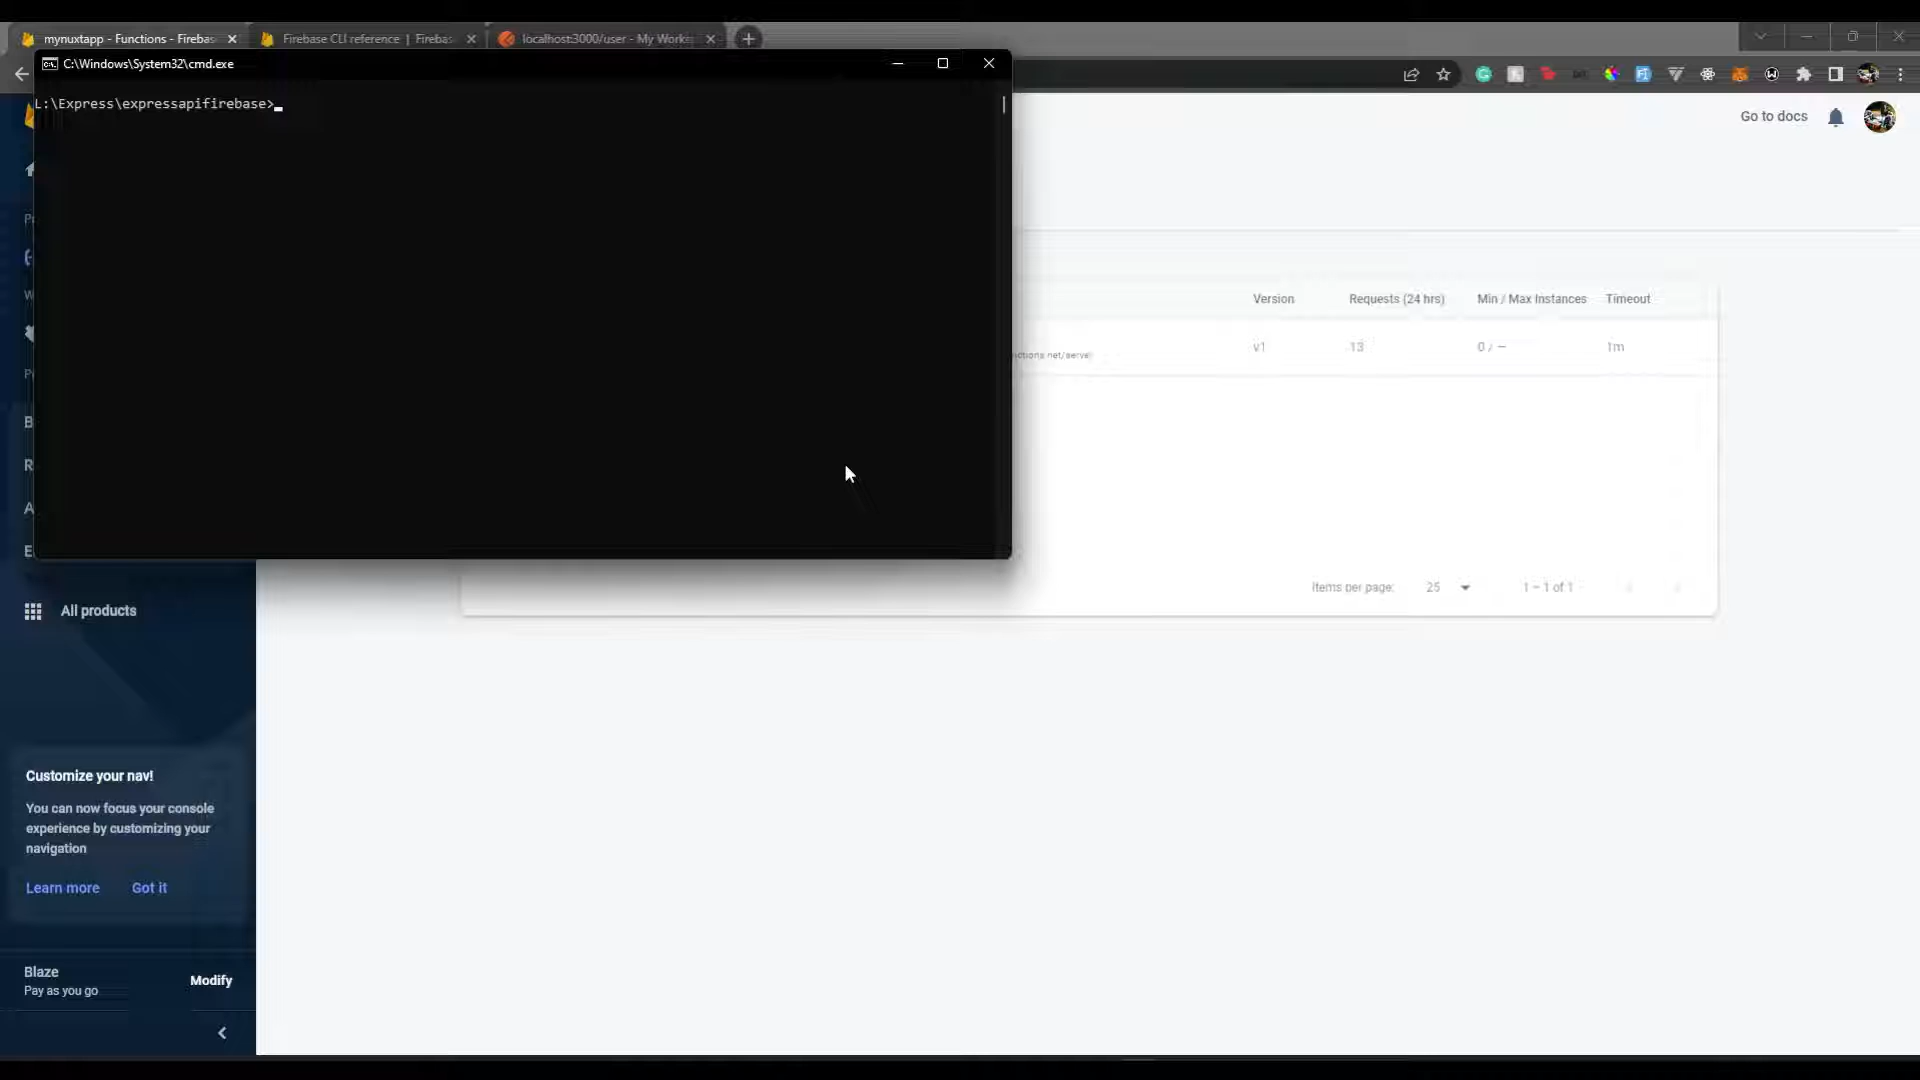 mynuxtapp - Functions - Firebas
Firebase CLI reference | Firebas
localhost:3000/user - My Works
C:\Windows\System32\cmd.exe
L:\Express\expressapifirebase>
Go to docs
Version
Requests (24 hrs)
Min / Max Instances
Timeout
v1
13
0 / —
1m
All products
Items per page:
25
1 – 1 of 1
Customize your nav!
You can now focus your console
experience by customizing your
navigation
Learn more
Got it
Blaze
Pay as you go
Modify